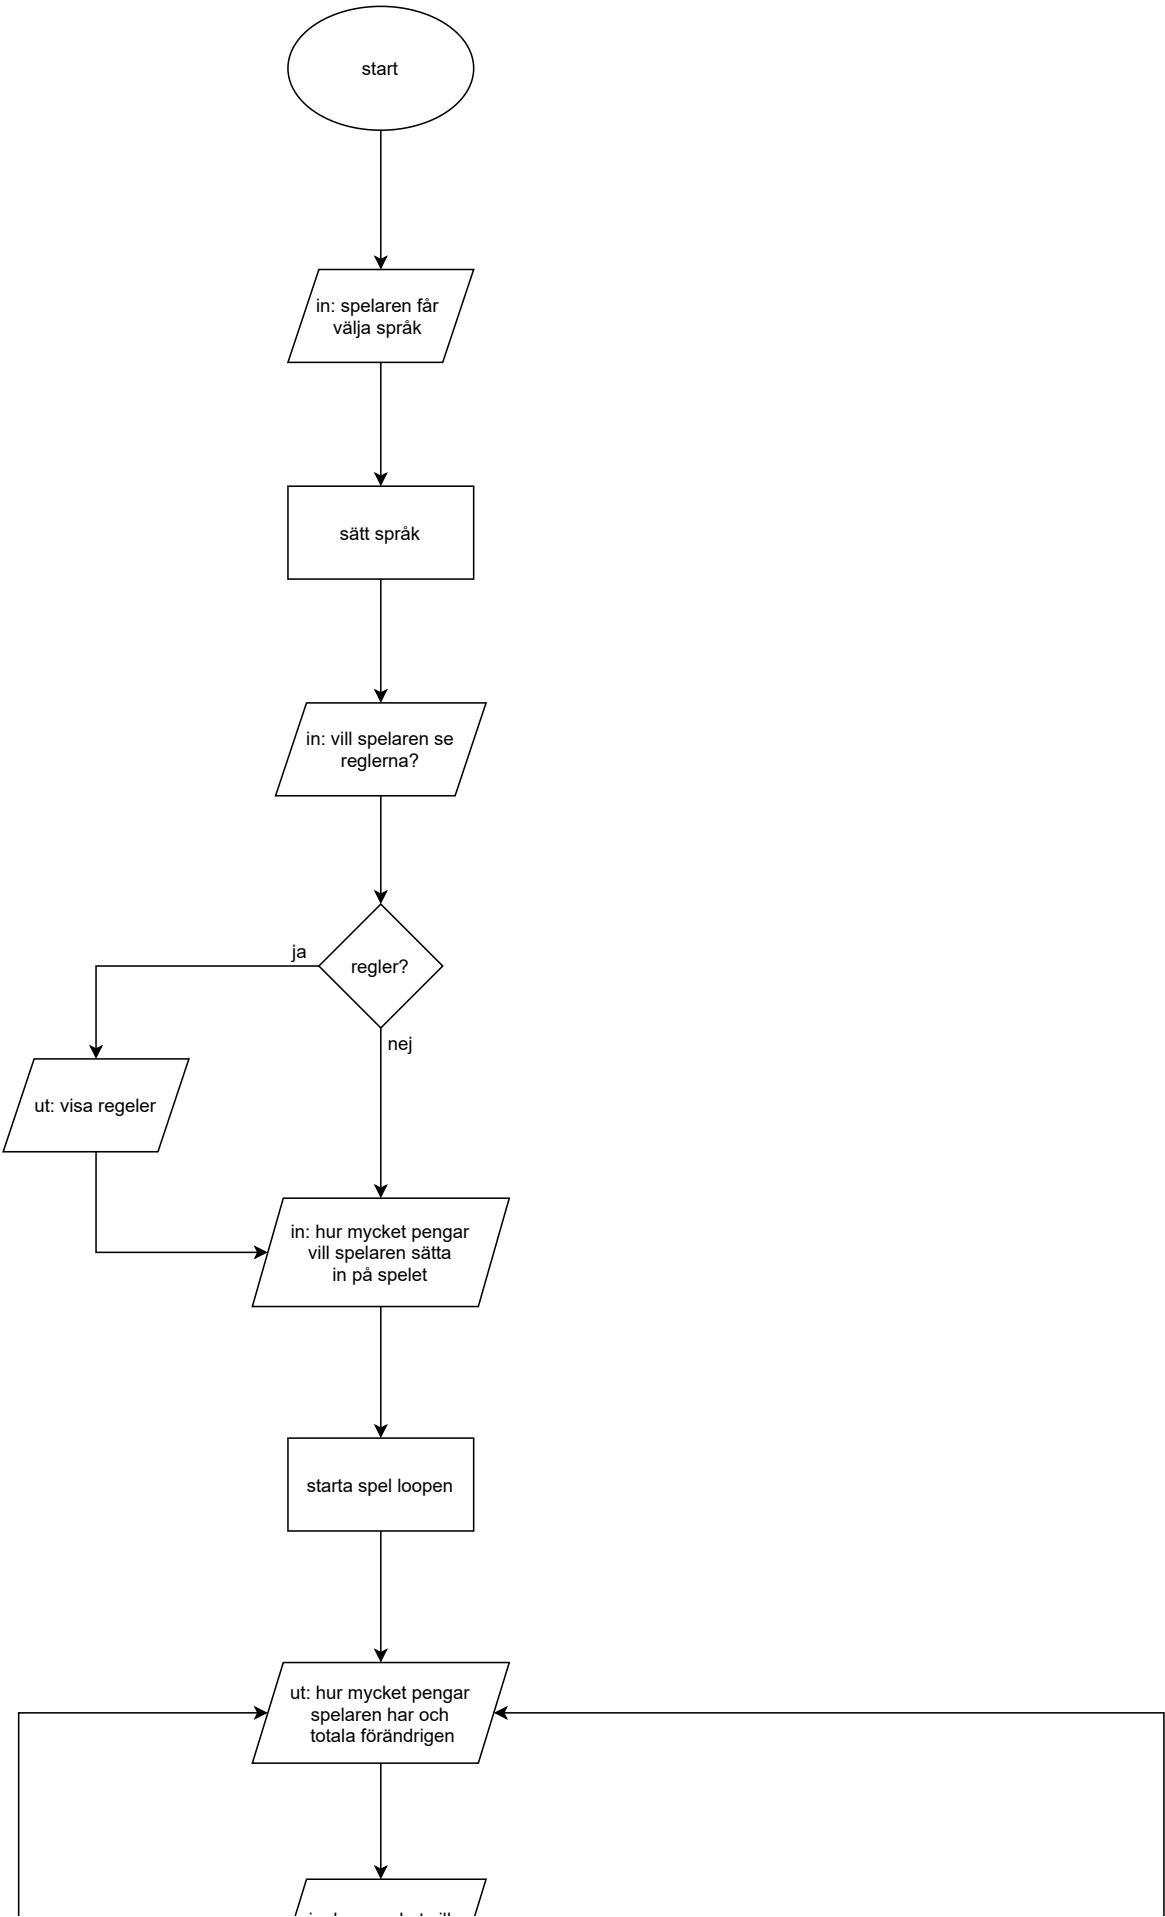 start
in: spelaren får
välja språk
sätt språk
in: vill spelaren se
reglerna?
regler?
ja
nej
ut: visa regeler
in: hur mycket pengar
vill spelaren sätta
in på spelet
starta spel loopen
ut: hur mycket pengar
spelaren har och
totala förändrigen